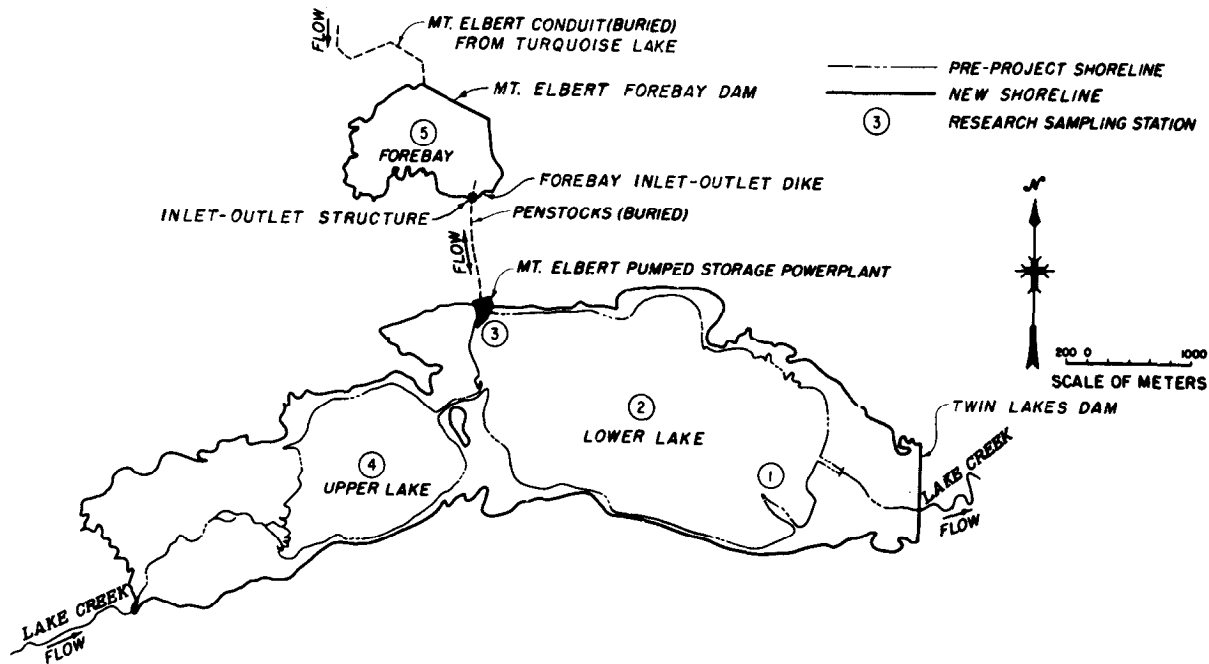 FLOW
MT. ELBERT CONDUIT (BURIED)
FROM TURQUOISE LAKE
PRE-PROJECT SHORELINE
MT. ELBERT FOREBAY DAM
NEW SHORELINE
3
RESEARCH SAMPLING STATION
5
FOREBAY
FOREBAY INLET-OUTLET DIKE
INLET-OUTLET STRUCTURE
PENSTOCKS (BURIED)
N
FLOW
MT. ELBERT PUMPED STORAGE POWERPLANT
3
200 0 1000
SCALE OF METERS
2
LOWER LAKE
TWIN LAKES DAM
4
UPPER LAKE
1
LAKE CREEK
FLOW
LAKE CREEK
FLOW